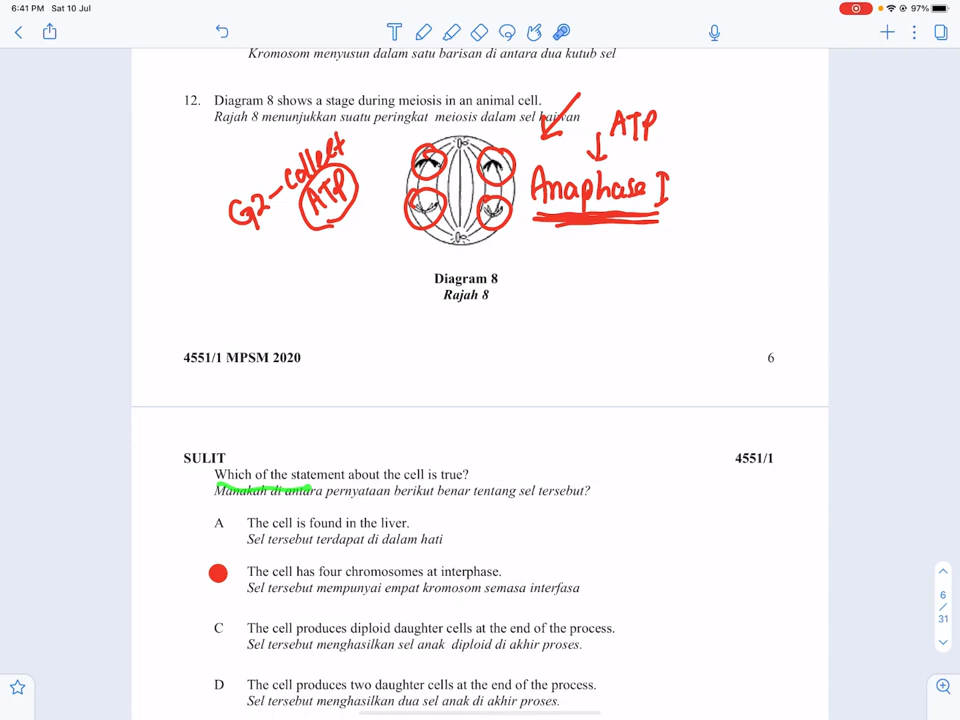 6:41 PM Sat 10 Jul
97%
Kromosom menyusun dalam satu barisan di antara dua kutub sel
12. Diagram 8 shows a stage during meiosis in an animal cell.
Rajah 8 menunjukkan suatu peringkat meiosis dalam sel haiwan
ATP
G2 - collect
ATP
Anaphase I
Diagram 8
Rajah 8
4551/1 MPSM 2020 6
SULIT 4551/1
Which of the statement about the cell is true?
Manakah di antara pernyataan berikut benar tentang sel tersebut?
A The cell is found in the liver.
Sel tersebut terdapat di dalam hati
The cell has four chromosomes at interphase.
Sel tersebut mempunyai empat kromosom semasa interfasa
C The cell produces diploid daughter cells at the end of the process.
Sel tersebut menghasilkan sel anak diploid di akhir proses.
D The cell produces two daughter cells at the end of the process.
Sel tersebut menghasilkan dua sel anak di akhir proses.
6
/
31